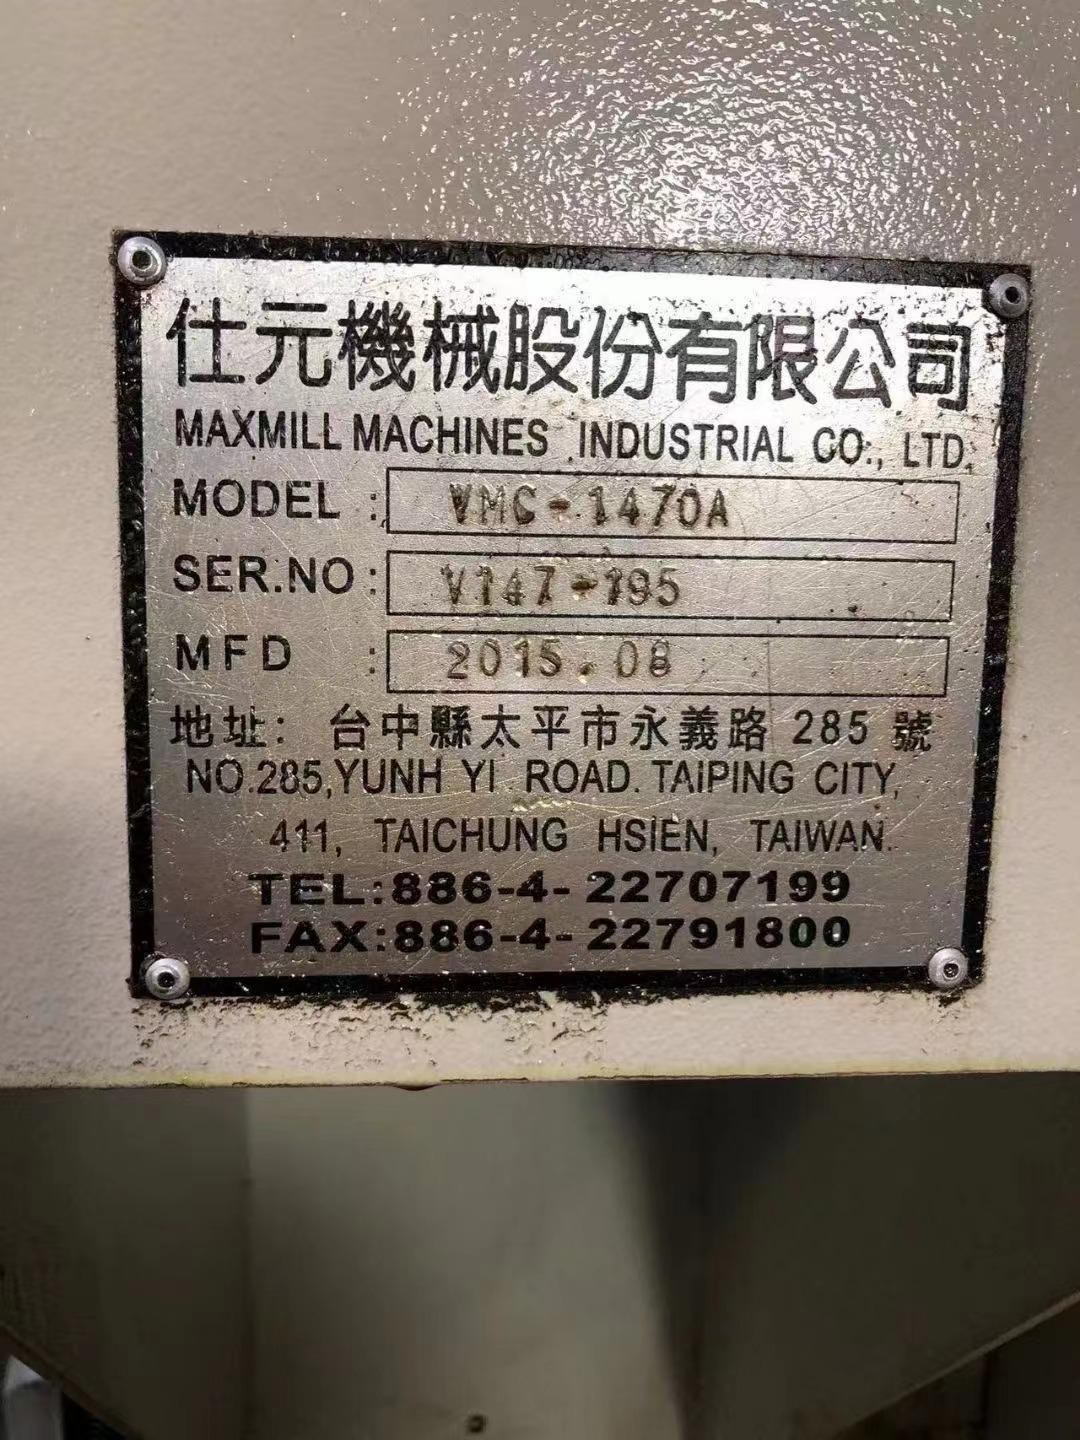 仕元機械股份有限公司
MAXMILL MACHINES INDUSTRIAL CO., LTD.
MODEL : VMC-1470A
SER.NO : V147-195
MFD : 2015.08
地址: 台中縣太平市永義路 285 號
NO.285,YUNH YI ROAD. TAIPING CITY,
411, TAICHUNG HSIEN, TAIWAN.
TEL:886-4-22707199
FAX:886-4-22791800